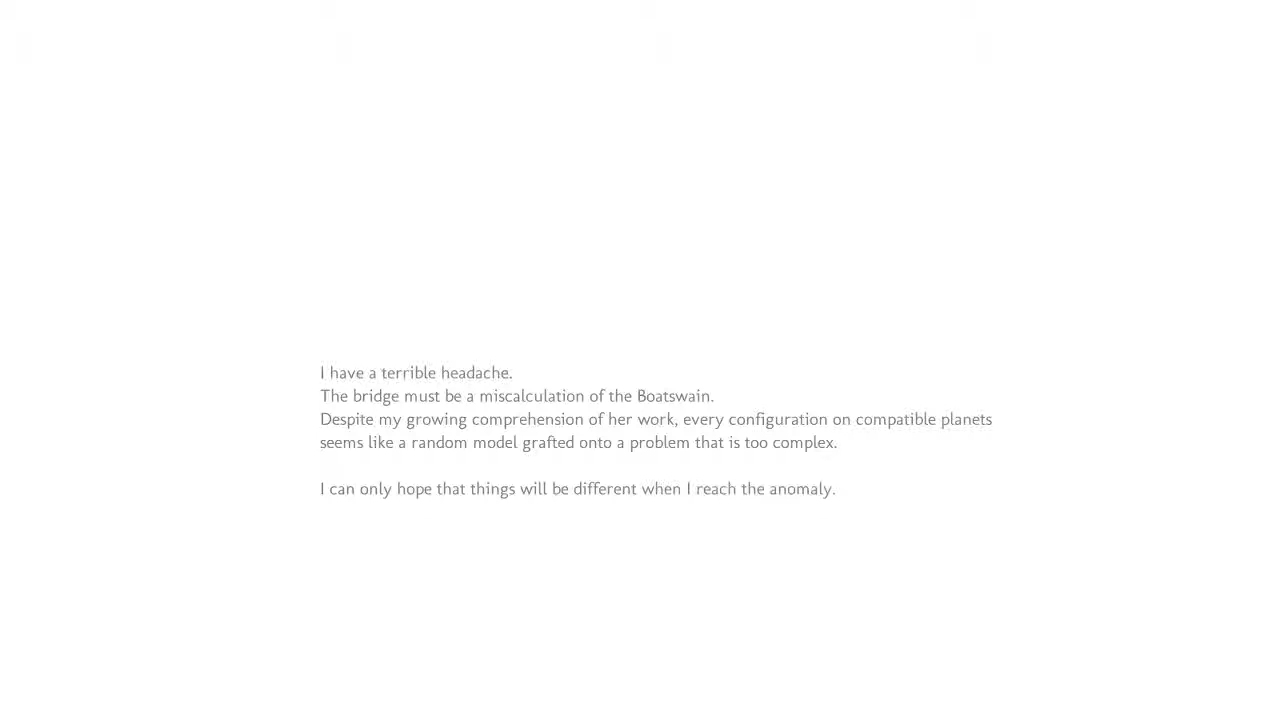 I have a terrible headache.
The bridge must be a miscalculation of the Boatswain.
Despite my growing comprehension of her work, every configuration on compatible planets
seems like a random model grafted onto a problem that is too complex.
I can only hope that things will be different when I reach the anomaly.